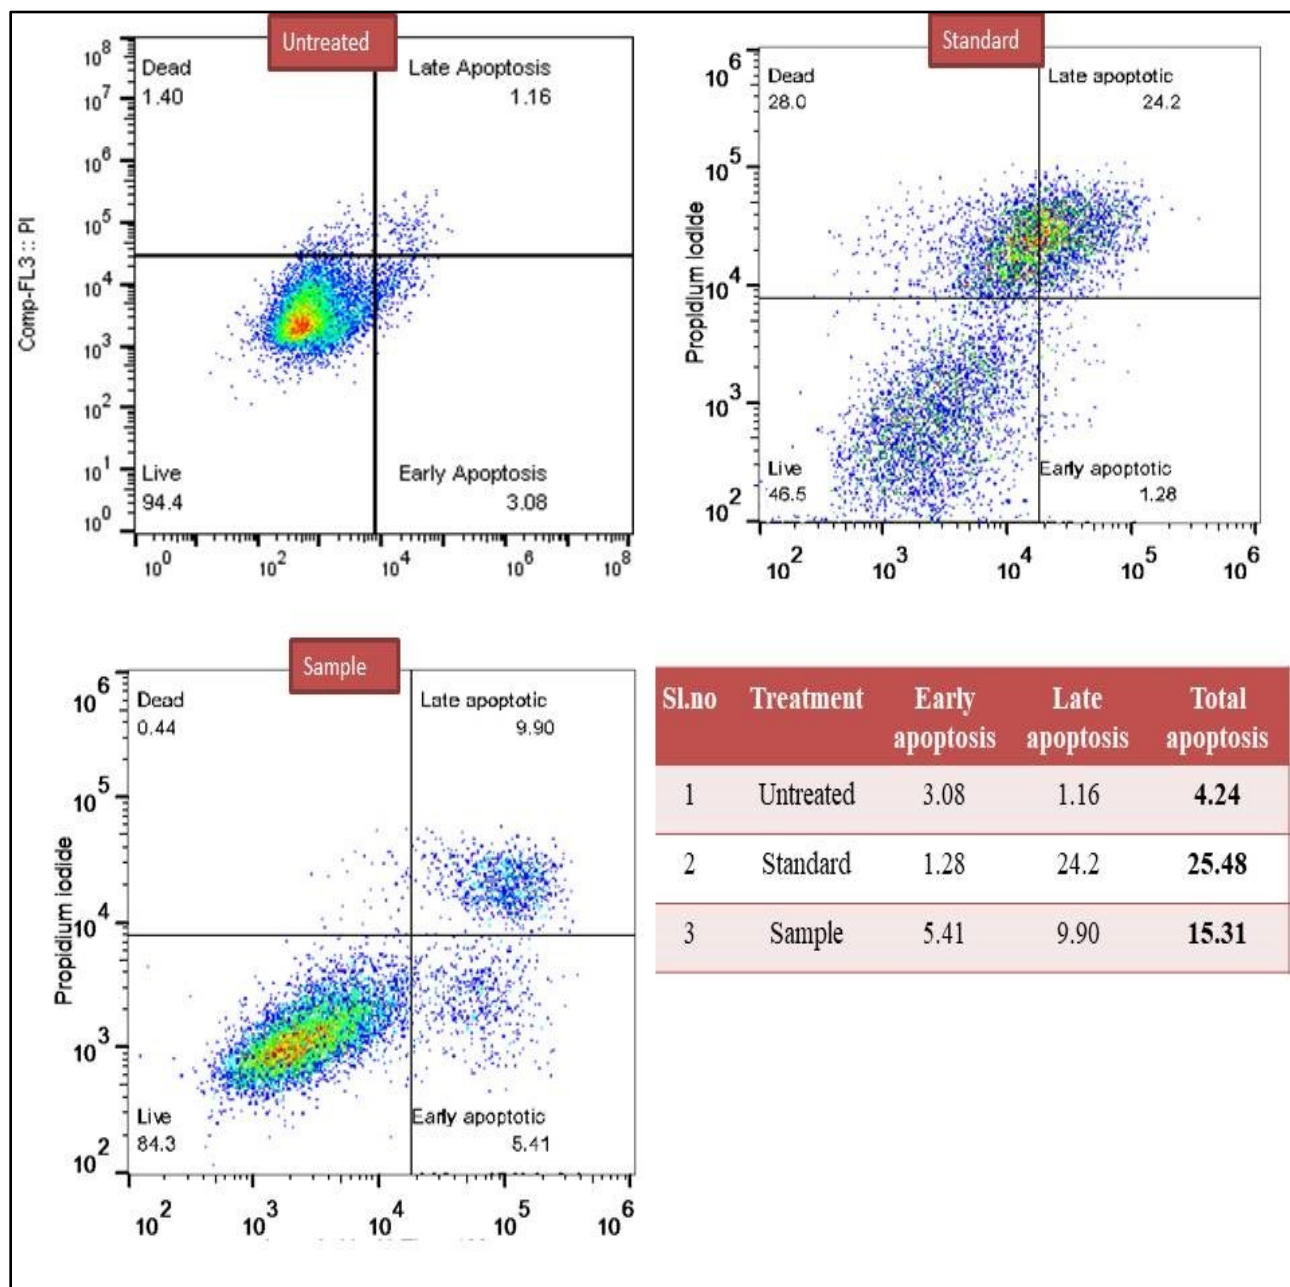 Untreated
Dead
1.40
Late Apoptosis
1.16
Live
94.4
Early Apoptosis
3.08
Comp-FL3 :: PI
10^8
10^7
10^6
10^5
10^4
10^3
10^2
10^1
10^0
10^0 10^2 10^4 10^6 10^8
Standard
Dead
28.0
Late apoptotic
24.2
Live
46.5
Early apoptotic
1.28
Propidium Iodide
10^6
10^5
10^4
10^3
10^2
10^2 10^3 10^4 10^5 10^6
Sample
Dead
0.44
Late apoptotic
9.90
Live
84.3
Early apoptotic
5.41
Propidium iodide
10^6
10^5
10^4
10^3
10^2
10^2 10^3 10^4 10^5 10^6
Sl.no Treatment Early apoptosis Late apoptosis Total apoptosis
1 Untreated 3.08 1.16 4.24
2 Standard 1.28 24.2 25.48
3 Sample 5.41 9.90 15.31